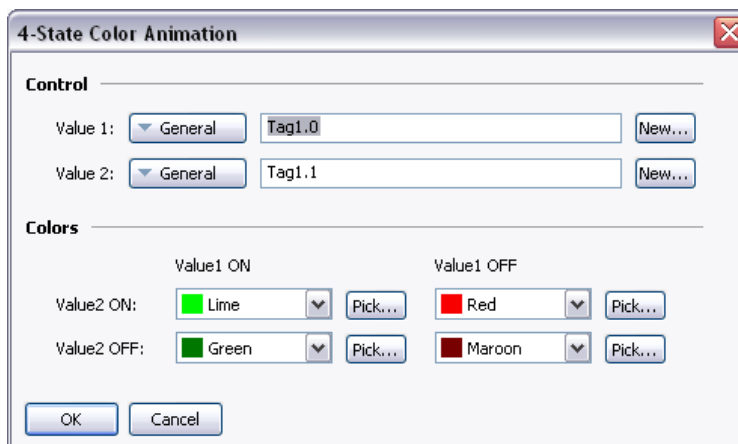 4-State Color Animation
Control
Value 1: General Tag1.0 New...
Value 2: General Tag1.1 New...
Colors
Value1 ON Value1 OFF
Value2 ON: Lime Pick... Red Pick...
Value2 OFF: Green Pick... Maroon Pick...
OK Cancel